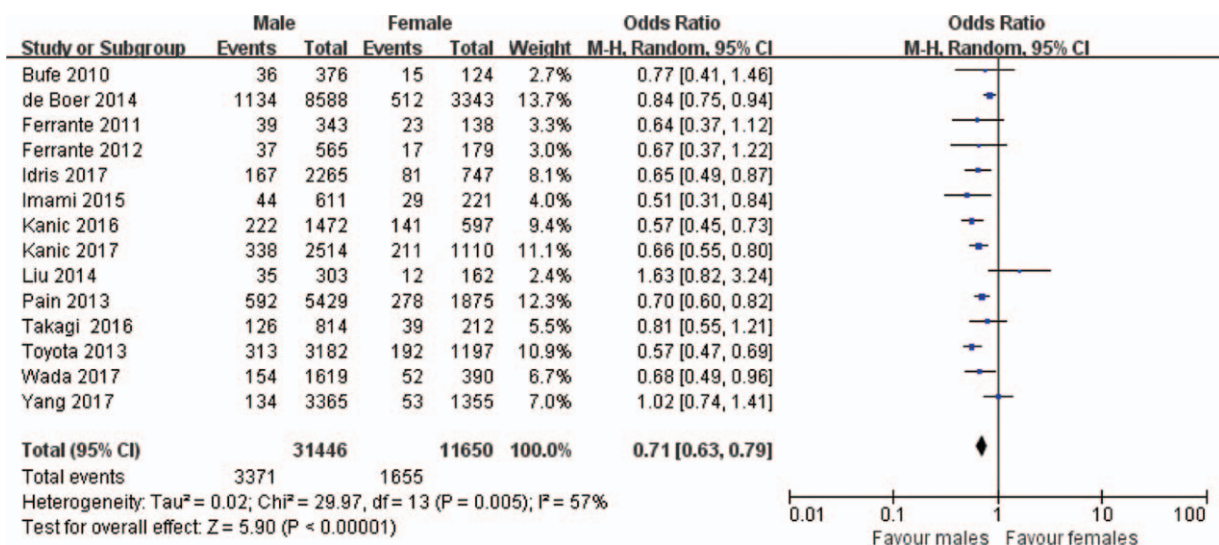 Male Female Odds Ratio Odds Ratio
Study or Subgroup Events Total Events Total Weight M-H, Random, 95% CI M-H, Random, 95% CI
Bufe 2010 36 376 15 124 2.7% 0.77 [0.41, 1.46]
de Boer 2014 1134 8588 512 3343 13.7% 0.84 [0.75, 0.94]
Ferrante 2011 39 343 23 138 3.3% 0.64 [0.37, 1.12]
Ferrante 2012 37 565 17 179 3.0% 0.67 [0.37, 1.22]
Idris 2017 167 2265 81 747 8.1% 0.65 [0.49, 0.87]
Imami 2015 44 611 29 221 4.0% 0.51 [0.31, 0.84]
Kanic 2016 222 1472 141 597 9.4% 0.57 [0.45, 0.73]
Kanic 2017 338 2514 211 1110 11.1% 0.66 [0.55, 0.80]
Liu 2014 35 303 12 162 2.4% 1.63 [0.82, 3.24]
Pain 2013 592 5429 278 1875 12.3% 0.70 [0.60, 0.82]
Takagi 2016 126 814 39 212 5.5% 0.81 [0.55, 1.21]
Toyota 2013 313 3182 192 1197 10.9% 0.57 [0.47, 0.69]
Wada 2017 154 1619 52 390 6.7% 0.68 [0.49, 0.96]
Yang 2017 134 3365 53 1355 7.0% 1.02 [0.74, 1.41]
Total (95% CI) 31446 11650 100.0% 0.71 [0.63, 0.79]
Total events 3371 1655
Heterogeneity: Tau² = 0.02; Chi² = 29.97, df = 13 (P = 0.005); I² = 57%
Test for overall effect: Z = 5.90 (P < 0.00001)
0.01 0.1 1 10 100
Favour males Favour females